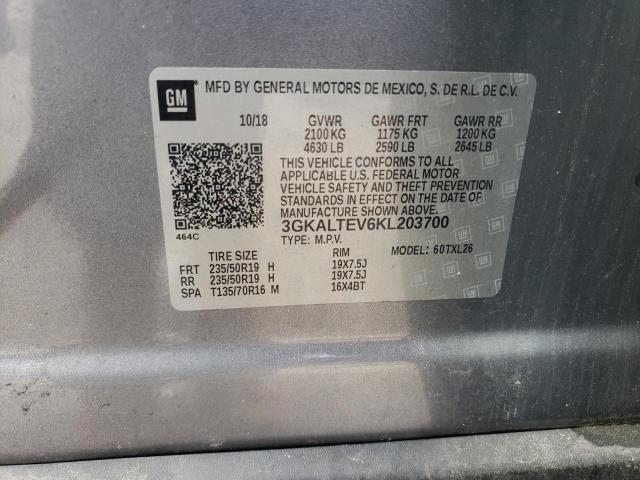 GM MFD BY GENERAL MOTORS DE MEXICO, S. DE R.L. DE C.V.
10/18 GVWR GAWR FRT GAWR RR
2100 KG 1175 KG 1200 KG
4630 LB 2590 LB 2645 LB
THIS VEHICLE CONFORMS TO ALL
APPLICABLE U.S. FEDERAL MOTOR
VEHICLE SAFETY AND THEFT PREVENTION
STANDARDS IN EFFECT ON THE DATE OF
MANUFACTURE SHOWN ABOVE.
464C 3GKALTEV6KL203700
TYPE: M.P.V. MODEL: 60TXL26
TIRE SIZE RIM
FRT 235/50R19 H 19X7.5J
RR 235/50R19 H 19X7.5J
SPA T135/70R16 M 16X4BT